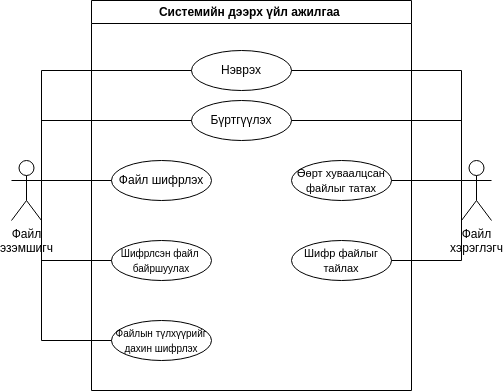 Системийн дээрх үйл ажилгаа
Нэврэх
Бүртгүүлэх
Файл шифрлэх
Өөрт хуваалцсан
файлыг татах
Файл
эзэмшигч
Файл
хэрэглэгч
Шифрлсэн файл
байршуулах
Шифр файлыг
тайлах
Файлын түлхүүрийг
дахин шифрлэх